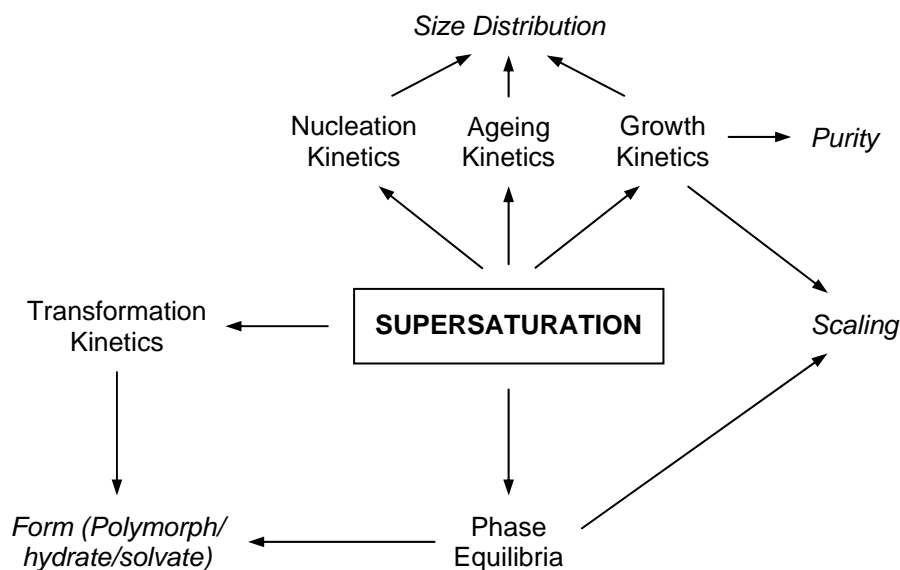 Size Distribution
Nucleation
Kinetics
Ageing
Kinetics
Growth
Kinetics
Purity
Transformation
Kinetics
SUPERSATURATION
Scaling
Form (Polymorph/
hydrate/solvate)
Phase
Equilibria